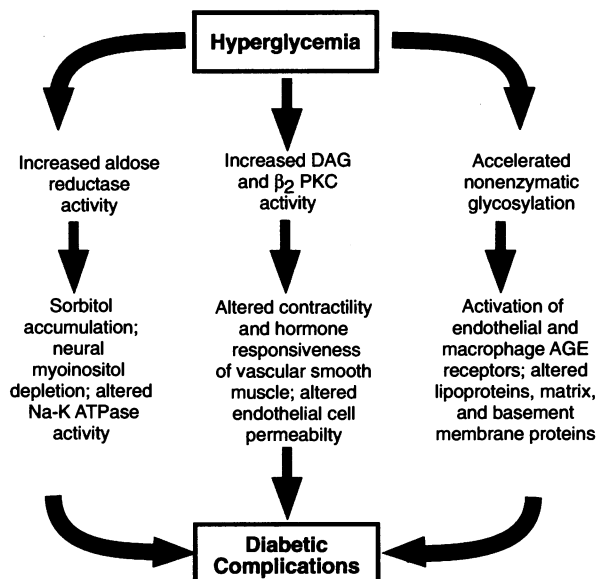 Hyperglycemia
Increased aldose
reductase
activity
Increased DAG
and β2 PKC
activity
Accelerated
nonenzymatic
glycosylation
Sorbitol
accumulation;
neural
myoinositol
depletion; altered
Na-K ATPase
activity
Altered contractility
and hormone
responsiveness
of vascular smooth
muscle; altered
endothelial cell
permeabilty
Activation of
endothelial and
macrophage AGE
receptors; altered
lipoproteins, matrix,
and basement
membrane proteins
Diabetic
Complications